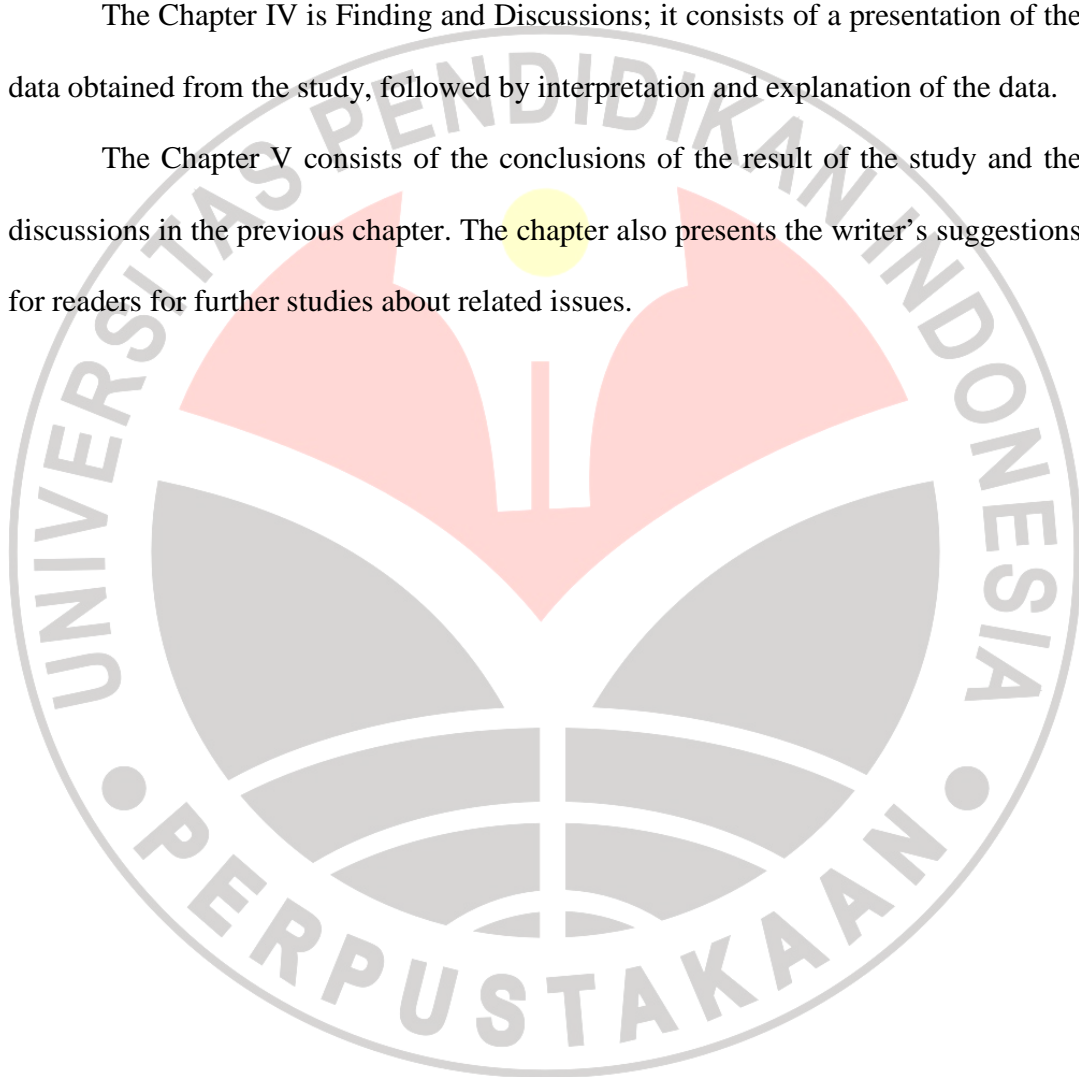 The Chapter IV is Finding and Discussions; it consists of a presentation of the
data obtained from the study, followed by interpretation and explanation of the data.
The Chapter V consists of the conclusions of the result of the study and the
discussions in the previous chapter. The chapter also presents the writer’s suggestions
for readers for further studies about related issues.
UNIVERSITAS PENDIDIKAN INDONESIA
PERPUSTAKAAN